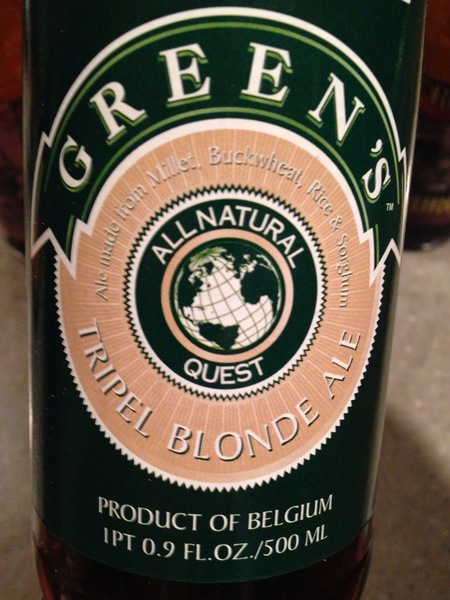 GREEN'S™
Ale made from Millet, Buckwheat, Rice & Sorghum
ALL NATURAL
QUEST
TRIPEL BLONDE ALE
PRODUCT OF BELGIUM
1PT 0.9 FL.OZ./500 ML